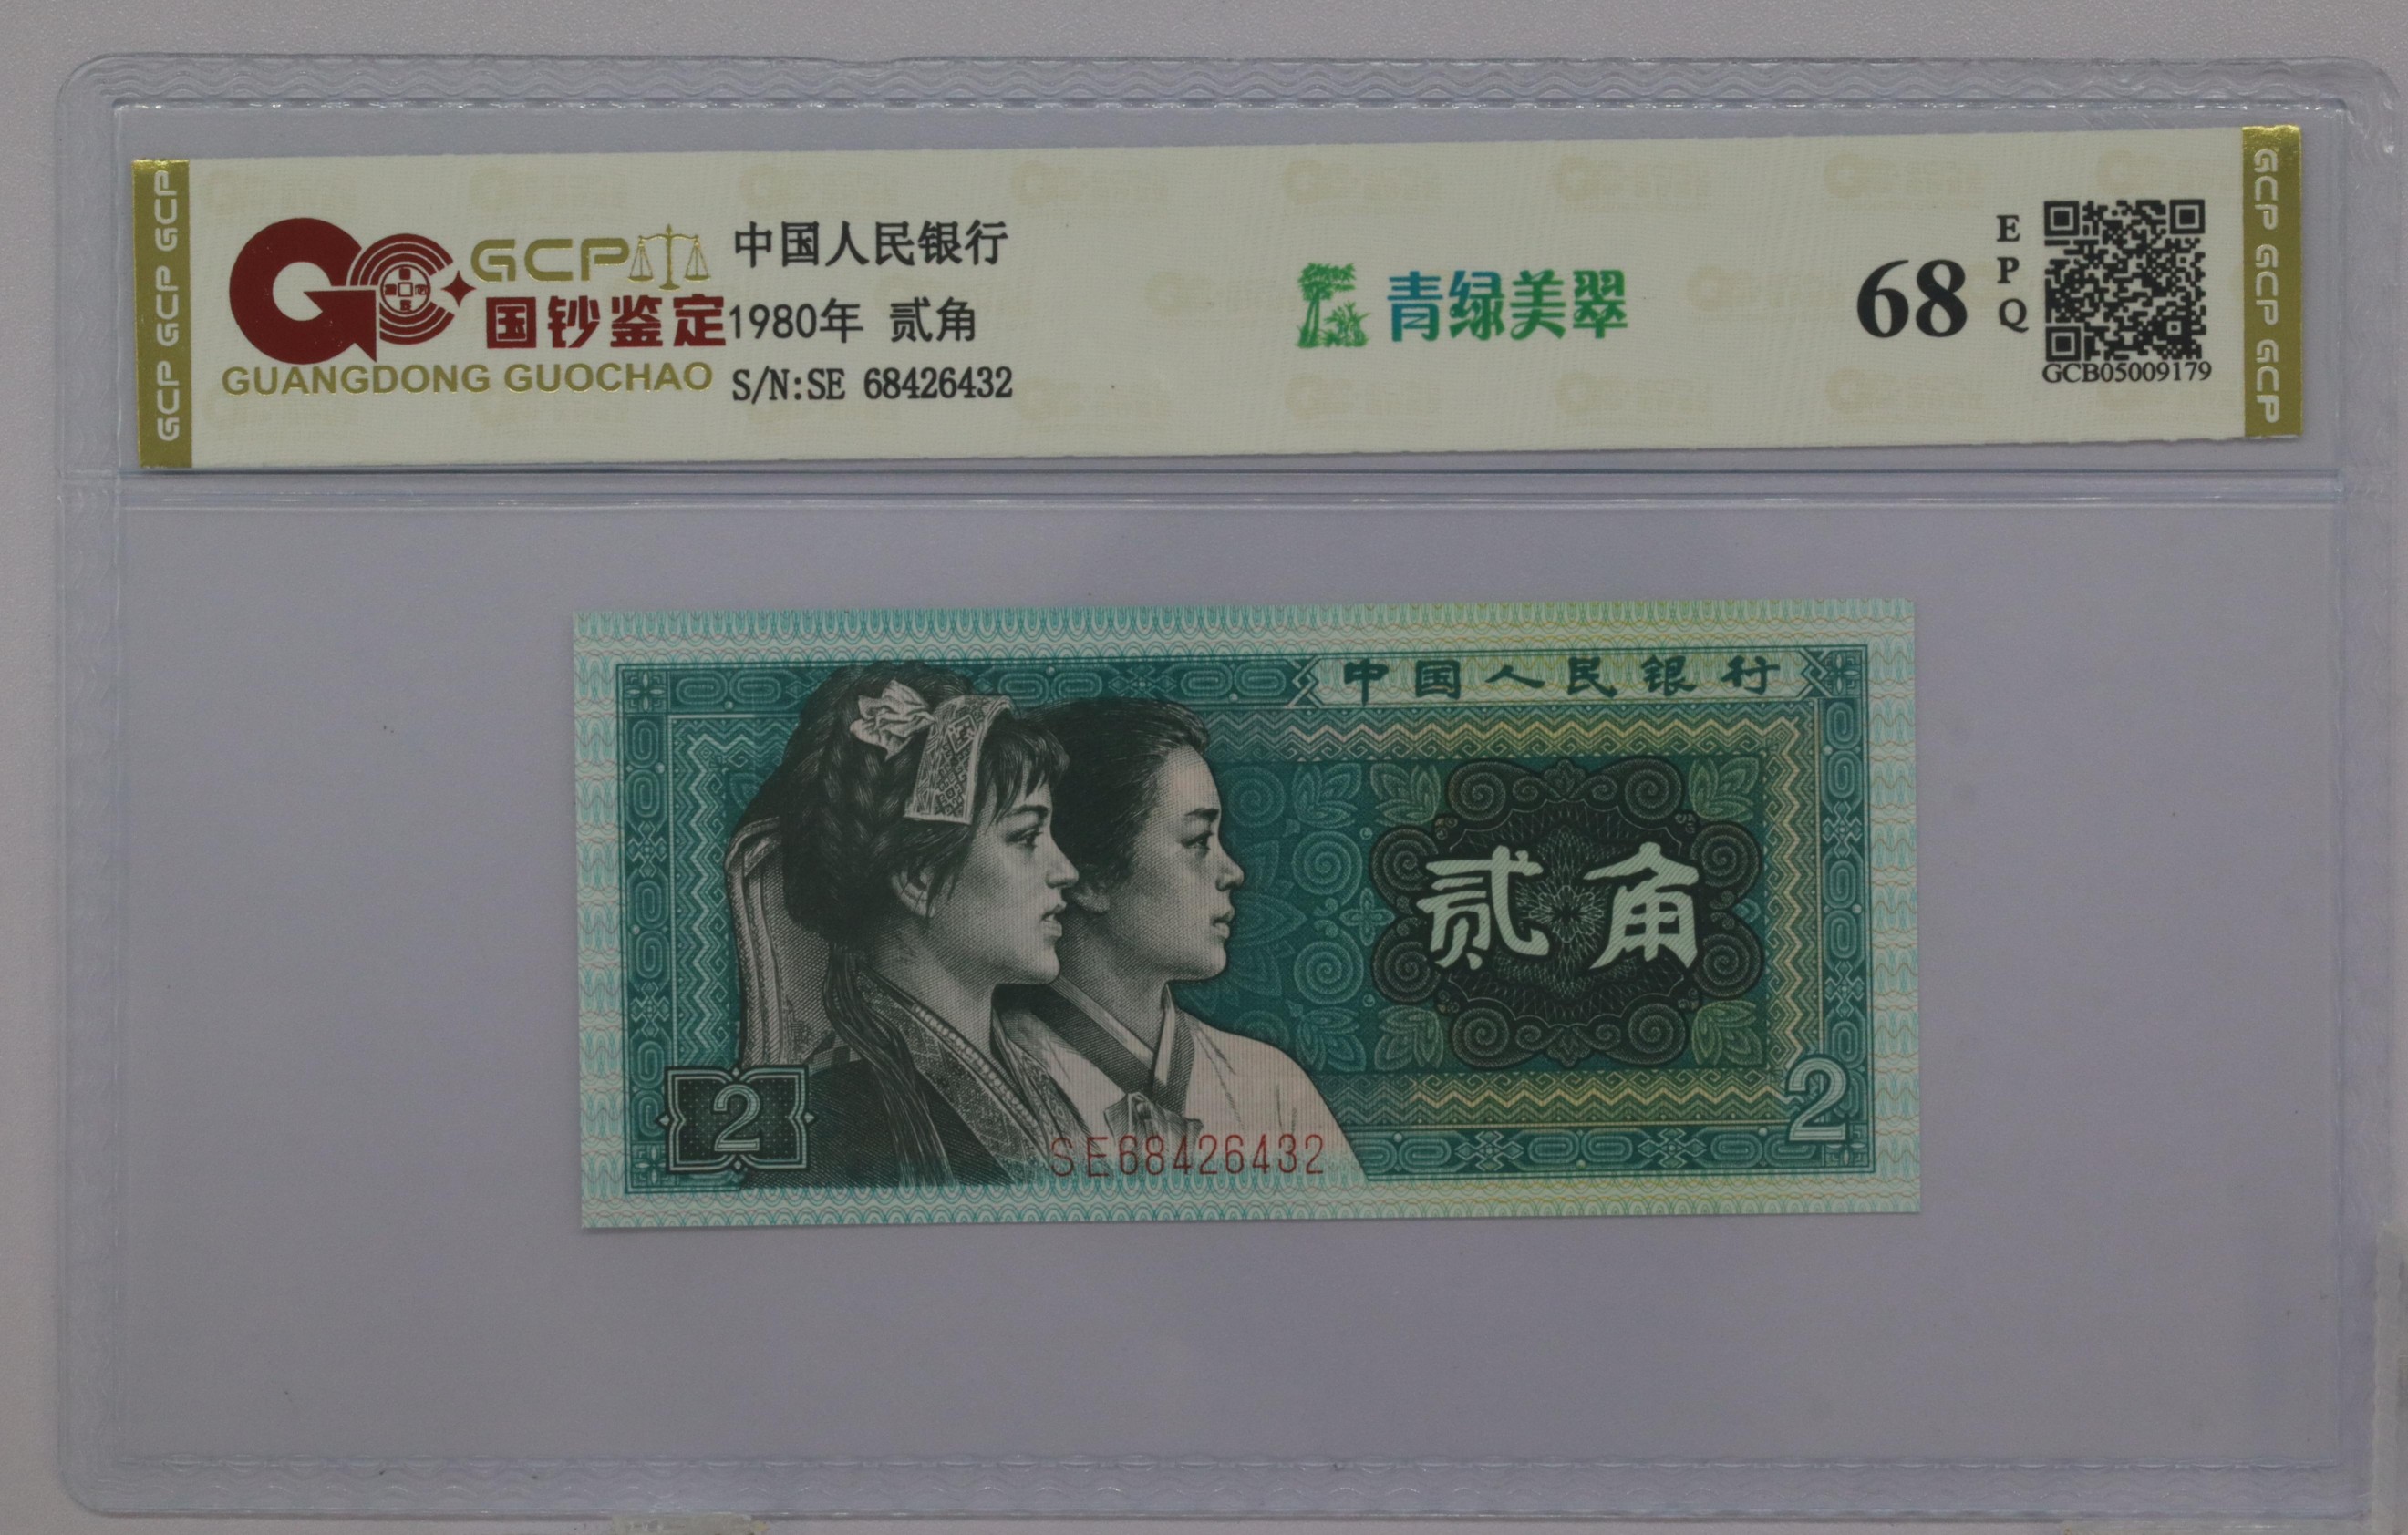 GCP GCP GCP
GCP
国钞鉴定
GUANGDONG GUOCHAO
中国人民银行
1980年 贰角
S/N:SE 68426432
青绿美翠
68
EPQ
GCB05009179
GCP GCP GCP
中国人民银行
贰角
2
2
SE68426432